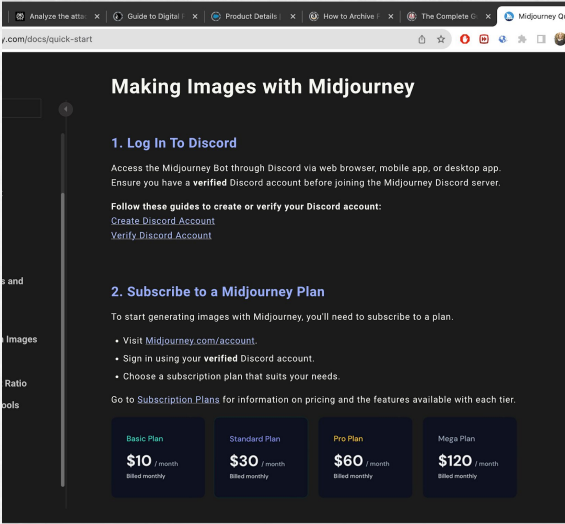 Analyze the attac
Guide to Digital F
Product Details |
How to Archive F
The Complete G
Midjourney Qu
y.com/docs/quick-start
Making Images with Midjourney
1. Log In To Discord
Access the Midjourney Bot through Discord via web browser, mobile app, or desktop app.
Ensure you have a verified Discord account before joining the Midjourney Discord server.
Follow these guides to create or verify your Discord account:
Create Discord Account
Verify Discord Account
s and
2. Subscribe to a Midjourney Plan
To start generating images with Midjourney, you'll need to subscribe to a plan.
n Images
• Visit Midjourney.com/account.
• Sign in using your verified Discord account.
Ratio
• Choose a subscription plan that suits your needs.
ools
Go to Subscription Plans for information on pricing and the features available with each tier.
Basic Plan
$10 / month
Billed monthly
Standard Plan
$30 / month
Billed monthly
Pro Plan
$60 / month
Billed monthly
Mega Plan
$120 / month
Billed monthly